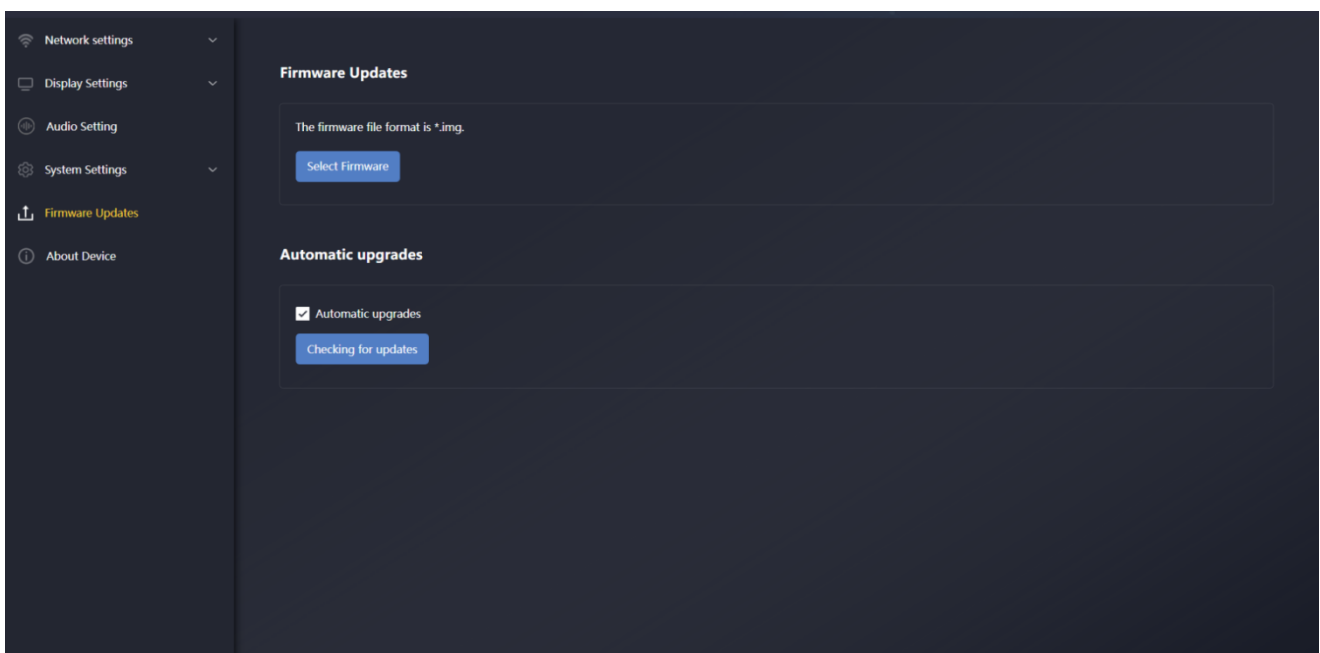 Network settings
Display Settings
Audio Setting
System Settings
Firmware Updates
About Device
Firmware Updates
The firmware file format is *.img.
Select Firmware
Automatic upgrades
Automatic upgrades
Checking for updates